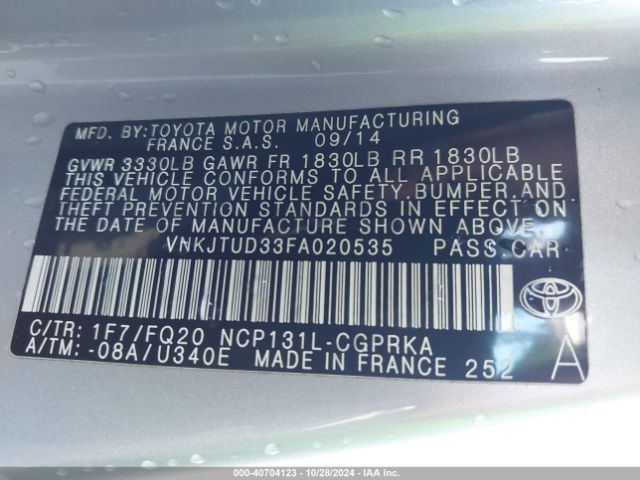 MFD. BY:TOYOTA MOTOR MANUFACTURING
FRANCE S.A.S. 09/14
GVWR 3330LB GAWR FR 1830LB RR 1830LB
THIS VEHICLE CONFORMS TO ALL APPLICABLE
FEDERAL MOTOR VEHICLE SAFETY, BUMPER, AND
THEFT PREVENTION STANDARDS IN EFFECT ON
THE DATE OF MANUFACTURE SHOWN ABOVE.
VNKJTUD33FA020535 PASS.CAR
C/TR: 1F7/FQ20 NCP131L-CGPRKA
A/TM: -08A/U340E MADE IN FRANCE 252 A
000-40704123 - 10/28/2024 - IAA Inc.